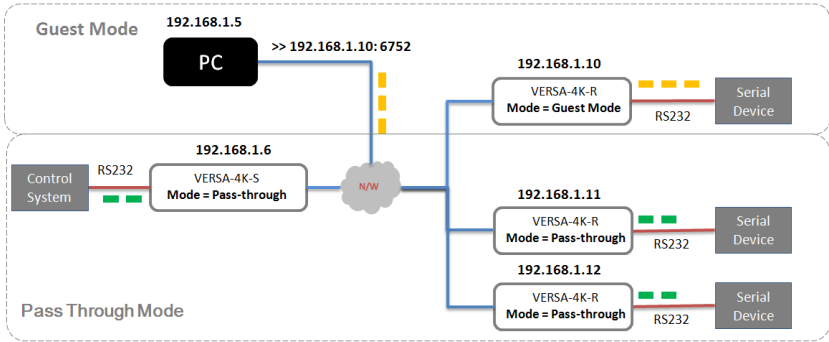 192.168.1.5
Guest Mode
PC
>> 192.168.1.10: 6752
192.168.1.10
VERSA-4K-R
Mode = Guest Mode
RS232
Serial
Device
192.168.1.6
Control
System
RS232
VERSA-4K-S
Mode = Pass-through
N/W
192.168.1.11
VERSA-4K-R
Mode = Pass-through
RS232
Serial
Device
192.168.1.12
VERSA-4K-R
Mode = Pass-through
RS232
Serial
Device
Pass Through Mode